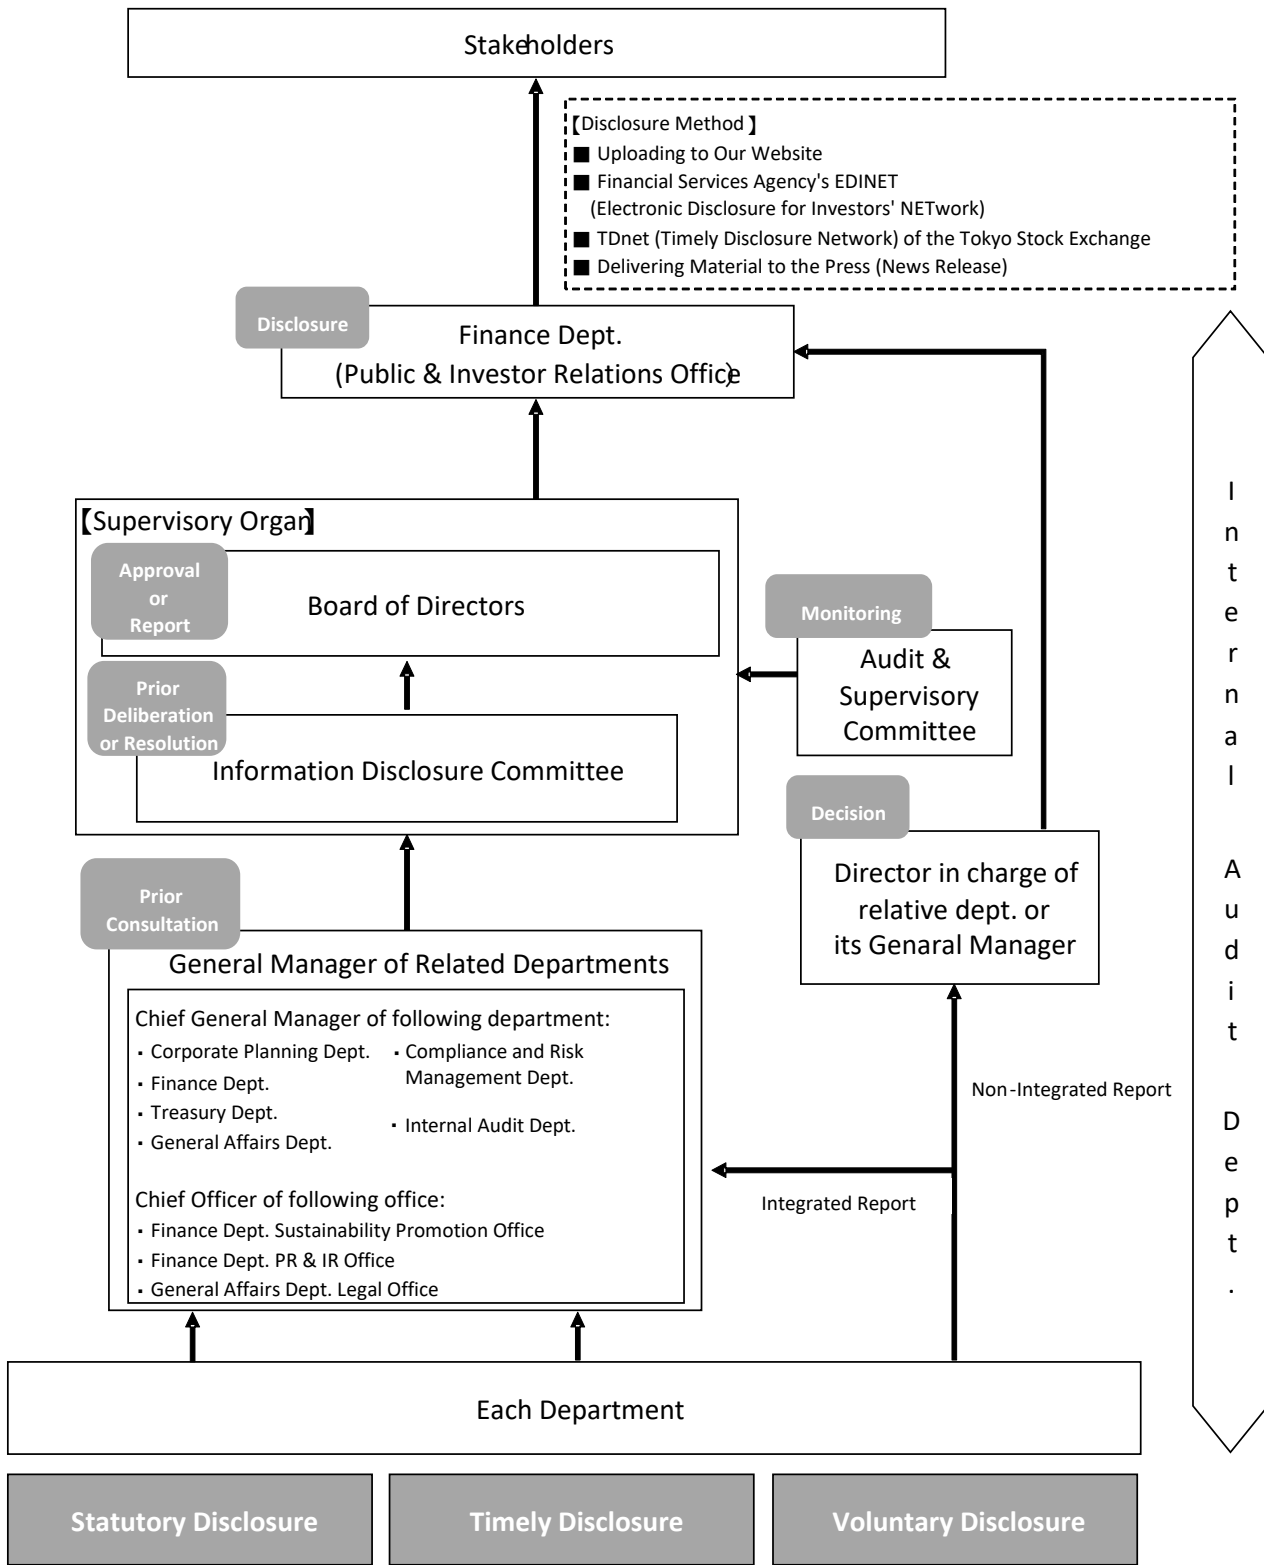 Stakeholders
【Disclosure Method】
■ Uploading to Our Website
■ Financial Services Agency's EDINET
(Electronic Disclosure for Investors' NETwork)
■ TDnet (Timely Disclosure Network) of the Tokyo Stock Exchange
■ Delivering Material to the Press (News Release)
Disclosure
Finance Dept.
(Public & Investor Relations Office)
【Supervisory Organ】
Approval
or
Report
Board of Directors
Monitoring
Audit &
Supervisory
Committee
Prior
Deliberation
or Resolution
Information Disclosure Committee
Decision
Director in charge of
relative dept. or
its Genaral Manager
Prior
Consultation
General Manager of Related Departments
Chief General Manager of following department:
・Corporate Planning Dept.
・Finance Dept.
・Treasury Dept.
・General Affairs Dept.
・Compliance and Risk
Management Dept.
・Internal Audit Dept.
Chief Officer of following office:
・Finance Dept. Sustainability Promotion Office
・Finance Dept. PR & IR Office
・General Affairs Dept. Legal Office
Non-Integrated Report
Integrated Report
Internal Audit Dept.
Each Department
Statutory Disclosure
Timely Disclosure
Voluntary Disclosure